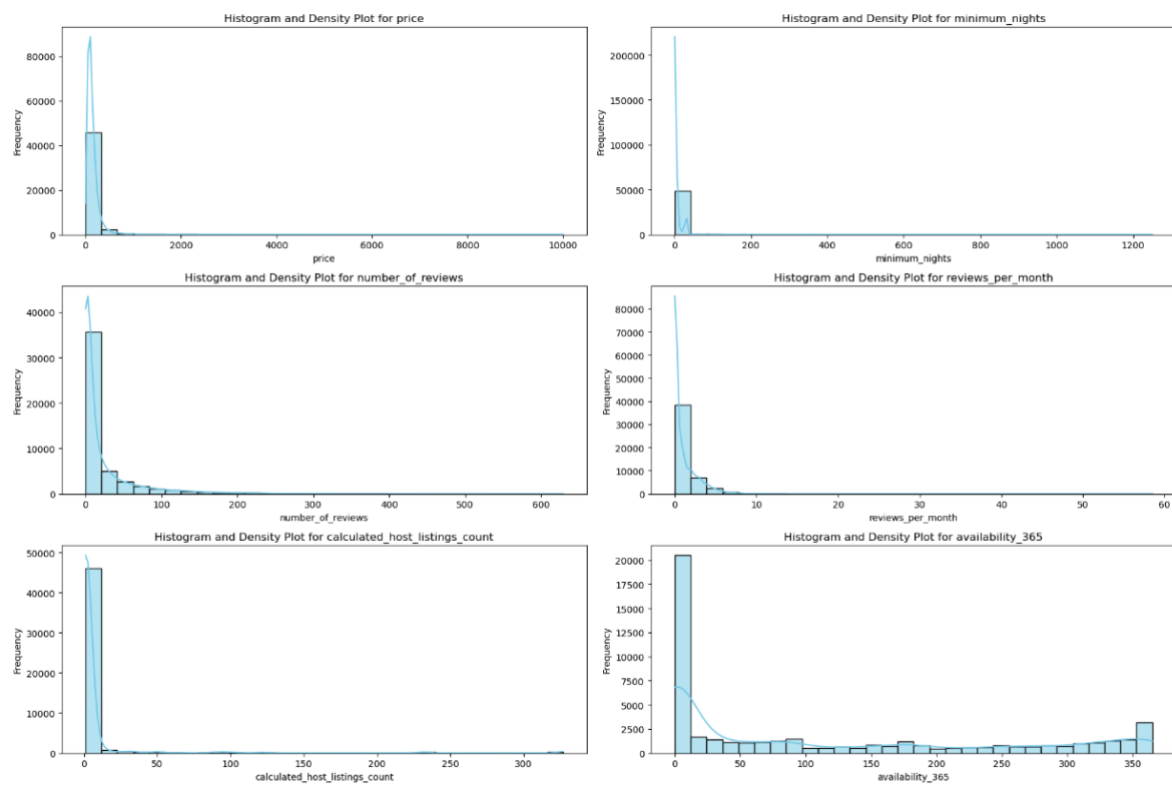 Histogram and Density Plot for price
80000
60000
40000
20000
0
Frequency
0 2000 4000 6000 8000 10000
price
Histogram and Density Plot for minimum_nights
200000
150000
100000
50000
0
Frequency
0 200 400 600 800 1000 1200
minimum_nights
Histogram and Density Plot for number_of_reviews
40000
30000
20000
10000
0
Frequency
0 100 200 300 400 500 600
number_of_reviews
Histogram and Density Plot for reviews_per_month
80000
70000
60000
50000
40000
30000
20000
10000
0
Frequency
0 10 20 30 40 50 60
reviews_per_month
Histogram and Density Plot for calculated_host_listings_count
50000
40000
30000
20000
10000
0
Frequency
0 50 100 150 200 250 300
calculated_host_listings_count
Histogram and Density Plot for availability_365
20000
17500
15000
12500
10000
7500
5000
2500
0
Frequency
0 50 100 150 200 250 300 350
availability_365